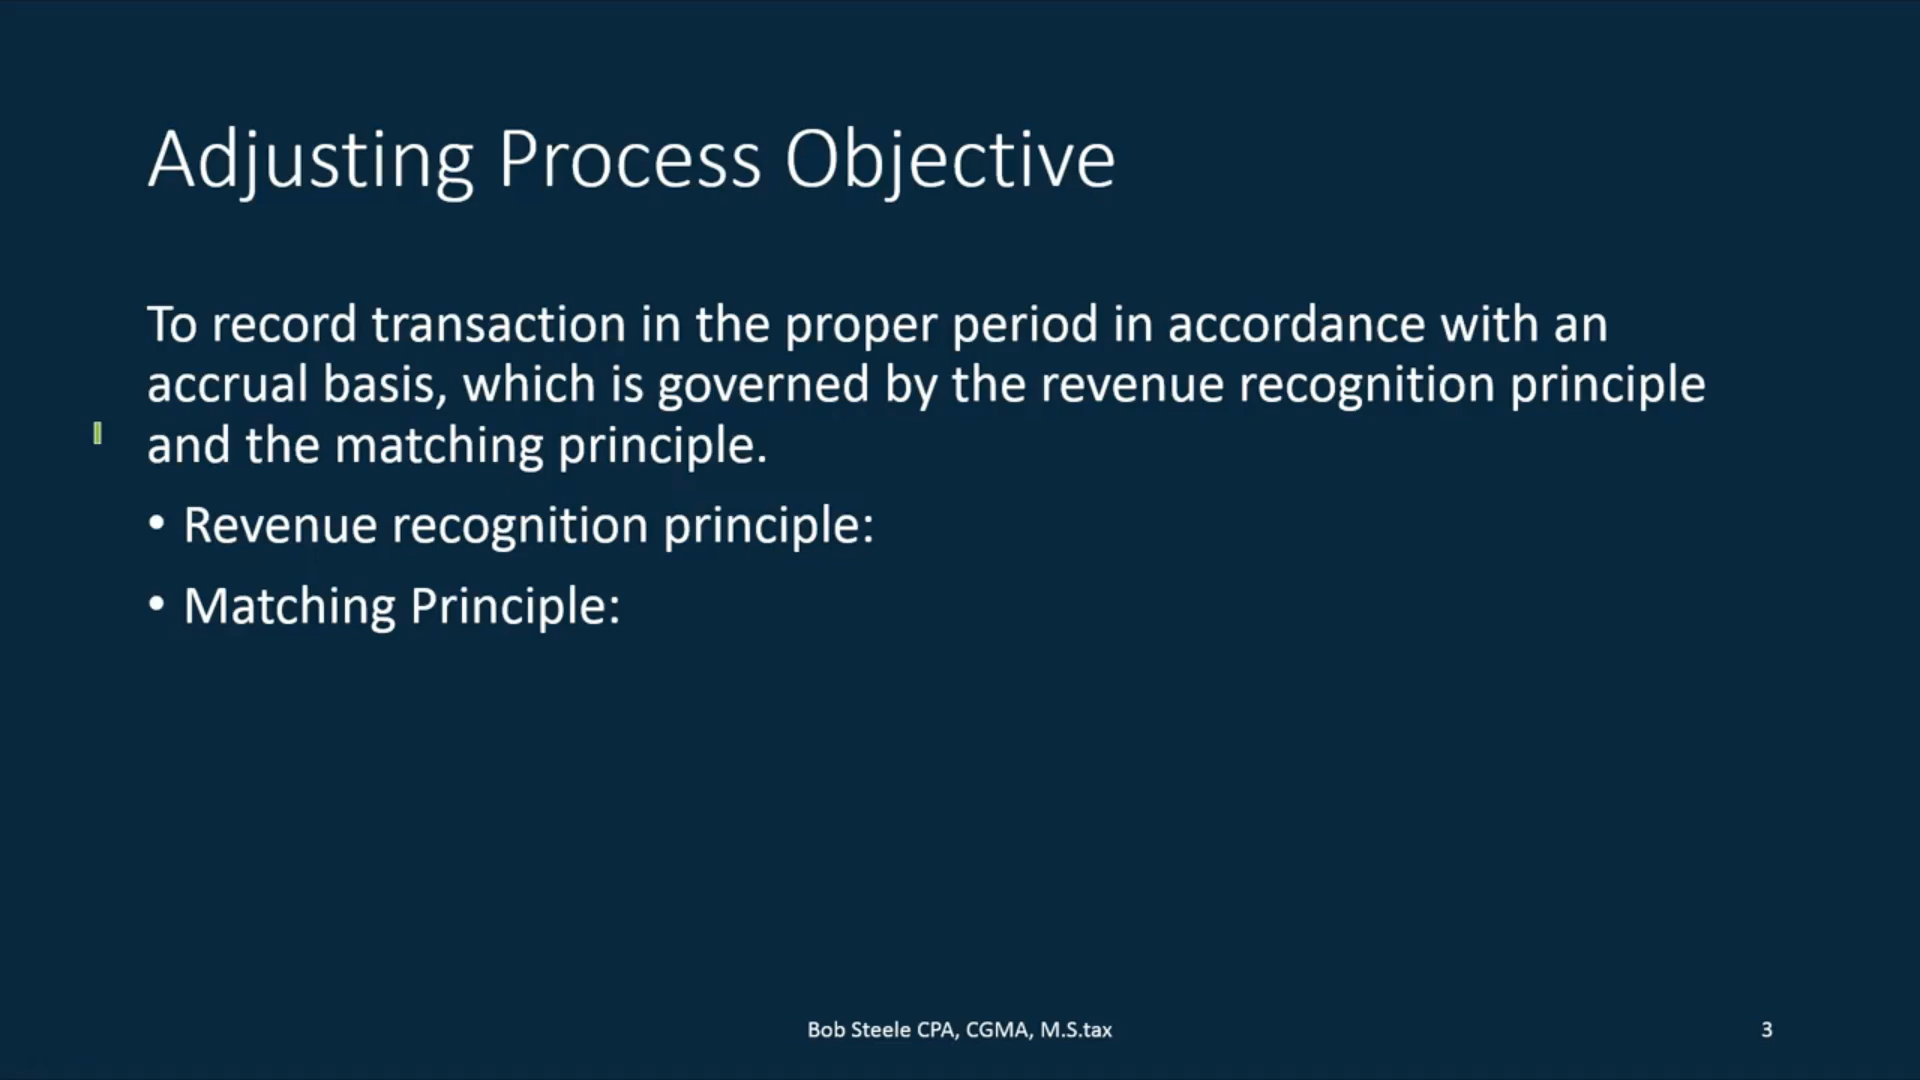 Adjusting Process Objective
To record transaction in the proper period in accordance with an
accrual basis, which is governed by the revenue recognition principle
and the matching principle.
• Revenue recognition principle:
• Matching Principle:
Bob Steele CPA, CGMA, M.S.tax
3